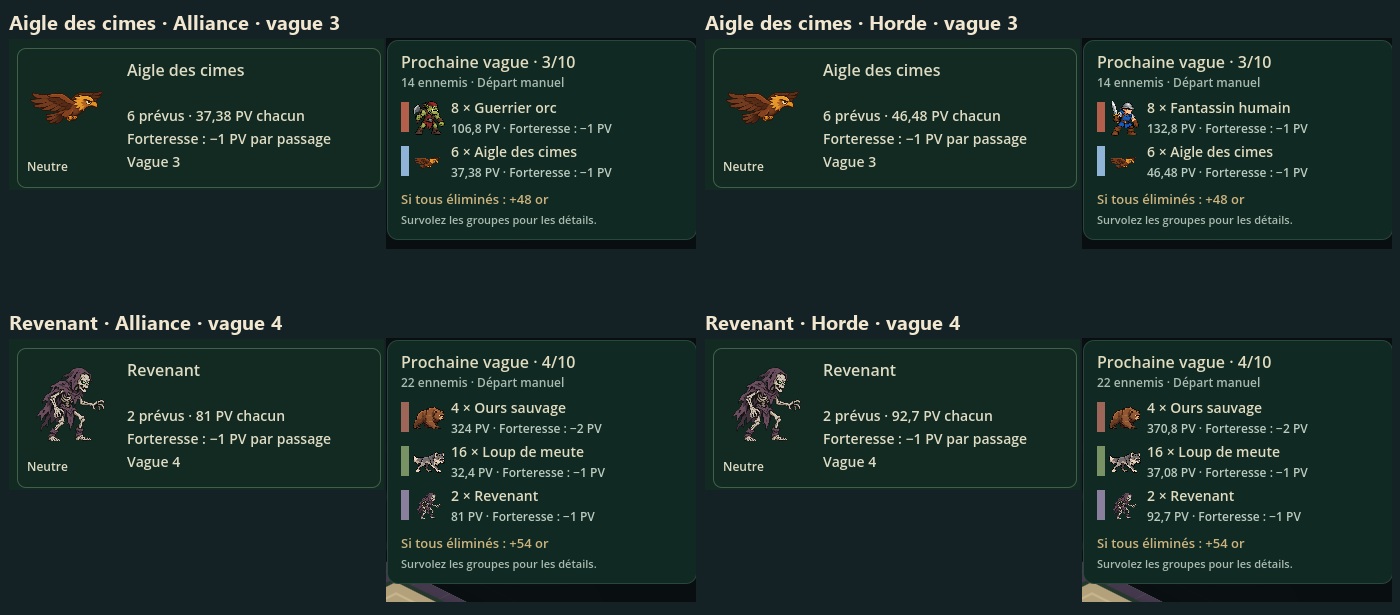 Aigle des cimes · Alliance · vague 3
Aigle des cimes
6 prévus · 37,38 PV chacun
Forteresse : −1 PV par passage
Neutre
Vague 3
Prochaine vague · 3/10
14 ennemis · Départ manuel
8 × Guerrier orc
106,8 PV · Forteresse : −1 PV
6 × Aigle des cimes
37,38 PV · Forteresse : −1 PV
Si tous éliminés : +48 or
Survolez les groupes pour les détails.
Aigle des cimes · Horde · vague 3
Aigle des cimes
6 prévus · 46,48 PV chacun
Forteresse : −1 PV par passage
Neutre
Vague 3
Prochaine vague · 3/10
14 ennemis · Départ manuel
8 × Fantassin humain
132,8 PV · Forteresse : −1 PV
6 × Aigle des cimes
46,48 PV · Forteresse : −1 PV
Si tous éliminés : +48 or
Survolez les groupes pour les détails.
Revenant · Alliance · vague 4
Revenant
2 prévus · 81 PV chacun
Forteresse : −1 PV par passage
Neutre
Vague 4
Prochaine vague · 4/10
22 ennemis · Départ manuel
4 × Ours sauvage
324 PV · Forteresse : −2 PV
16 × Loup de meute
32,4 PV · Forteresse : −1 PV
2 × Revenant
81 PV · Forteresse : −1 PV
Si tous éliminés : +54 or
Survolez les groupes pour les détails.
Revenant · Horde · vague 4
Revenant
2 prévus · 92,7 PV chacun
Forteresse : −1 PV par passage
Neutre
Vague 4
Prochaine vague · 4/10
22 ennemis · Départ manuel
4 × Ours sauvage
370,8 PV · Forteresse : −2 PV
16 × Loup de meute
37,08 PV · Forteresse : −1 PV
2 × Revenant
92,7 PV · Forteresse : −1 PV
Si tous éliminés : +54 or
Survolez les groupes pour les détails.